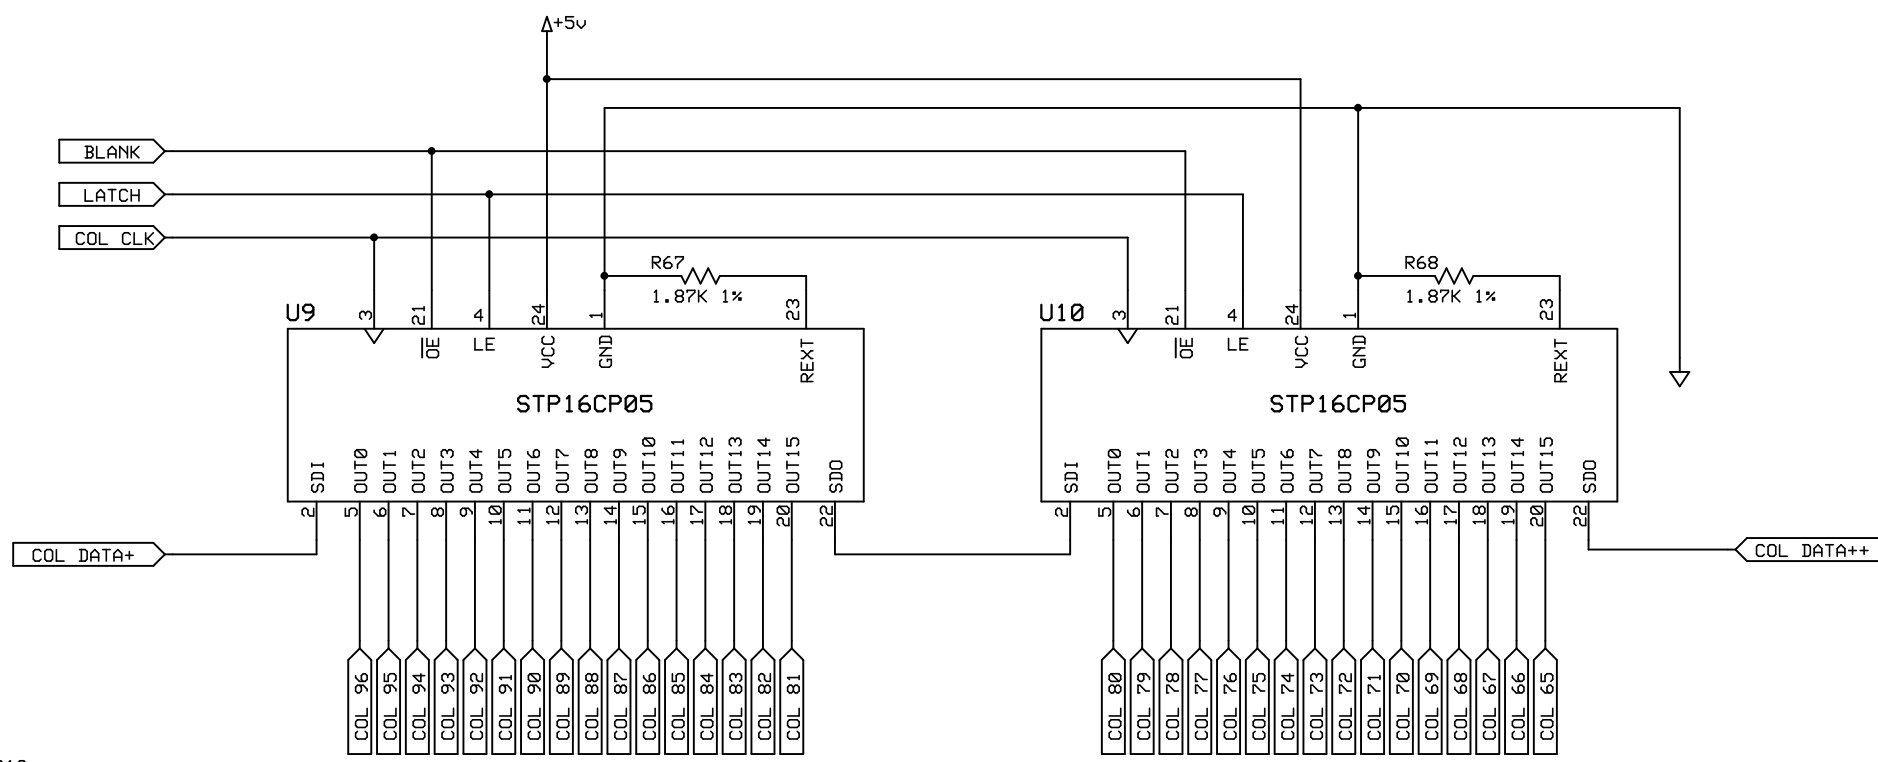 +5v
BLANK
LATCH
COL CLK
R67
1.87K 1%
R68
1.87K 1%
U9
3
21
4
24
1
23
U10
3
21
4
24
1
23
OE
LE
VCC
GND
REXT
OE
LE
VCC
GND
REXT
STP16CP05
STP16CP05
SDI
OUT0
OUT1
OUT2
OUT3
OUT4
OUT5
OUT6
OUT7
OUT8
OUT9
OUT10
OUT11
OUT12
OUT13
OUT14
OUT15
SDO
SDI
OUT0
OUT1
OUT2
OUT3
OUT4
OUT5
OUT6
OUT7
OUT8
OUT9
OUT10
OUT11
OUT12
OUT13
OUT14
OUT15
SDO
2
5
6
7
8
9
10
11
12
13
14
15
16
17
18
19
20
22
2
5
6
7
8
9
10
11
12
13
14
15
16
17
18
19
20
22
COL DATA+
COL DATA++
COL 96
COL 95
COL 94
COL 93
COL 92
COL 91
COL 90
COL 89
COL 88
COL 87
COL 86
COL 85
COL 84
COL 83
COL 82
COL 81
COL 80
COL 79
COL 78
COL 77
COL 76
COL 75
COL 74
COL 73
COL 72
COL 71
COL 70
COL 69
COL 68
COL 67
COL 66
COL 65